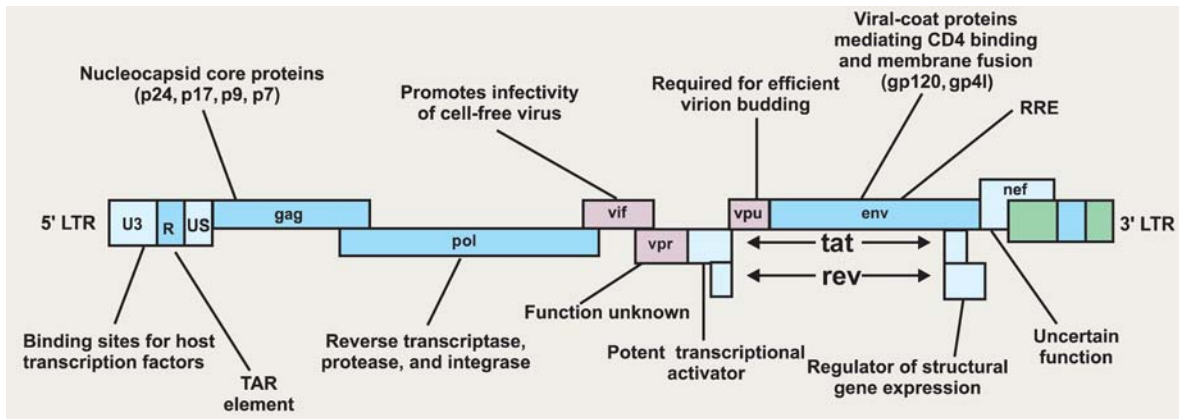 Viral-coat proteins
mediating CD4 binding
and membrane fusion
(gp120, gp4l)
Nucleocapsid core proteins
(p24, p17, p9, p7)
Promotes infectivity
of cell-free virus
Required for efficient
virion budding
RRE
nef
5' LTR
U3
R
US
gag
vif
vpu
env
3' LTR
pol
vpr
tat
rev
Function unknown
Binding sites for host
transcription factors
TAR
element
Reverse transcriptase,
protease, and integrase
Potent transcriptional
activator
Regulator of structural
gene expression
Uncertain
function